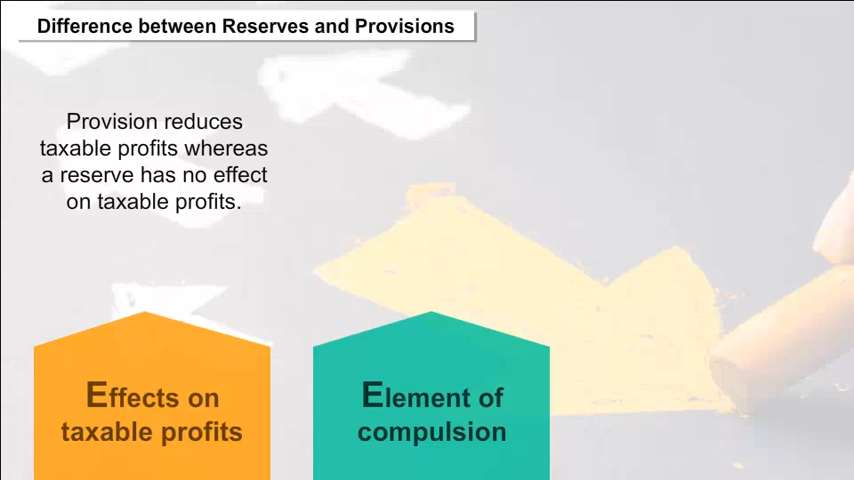 Difference between Reserves and Provisions
Provision reduces
taxable profits whereas
a reserve has no effect
on taxable profits.
Effects on
taxable profits
Element of
compulsion